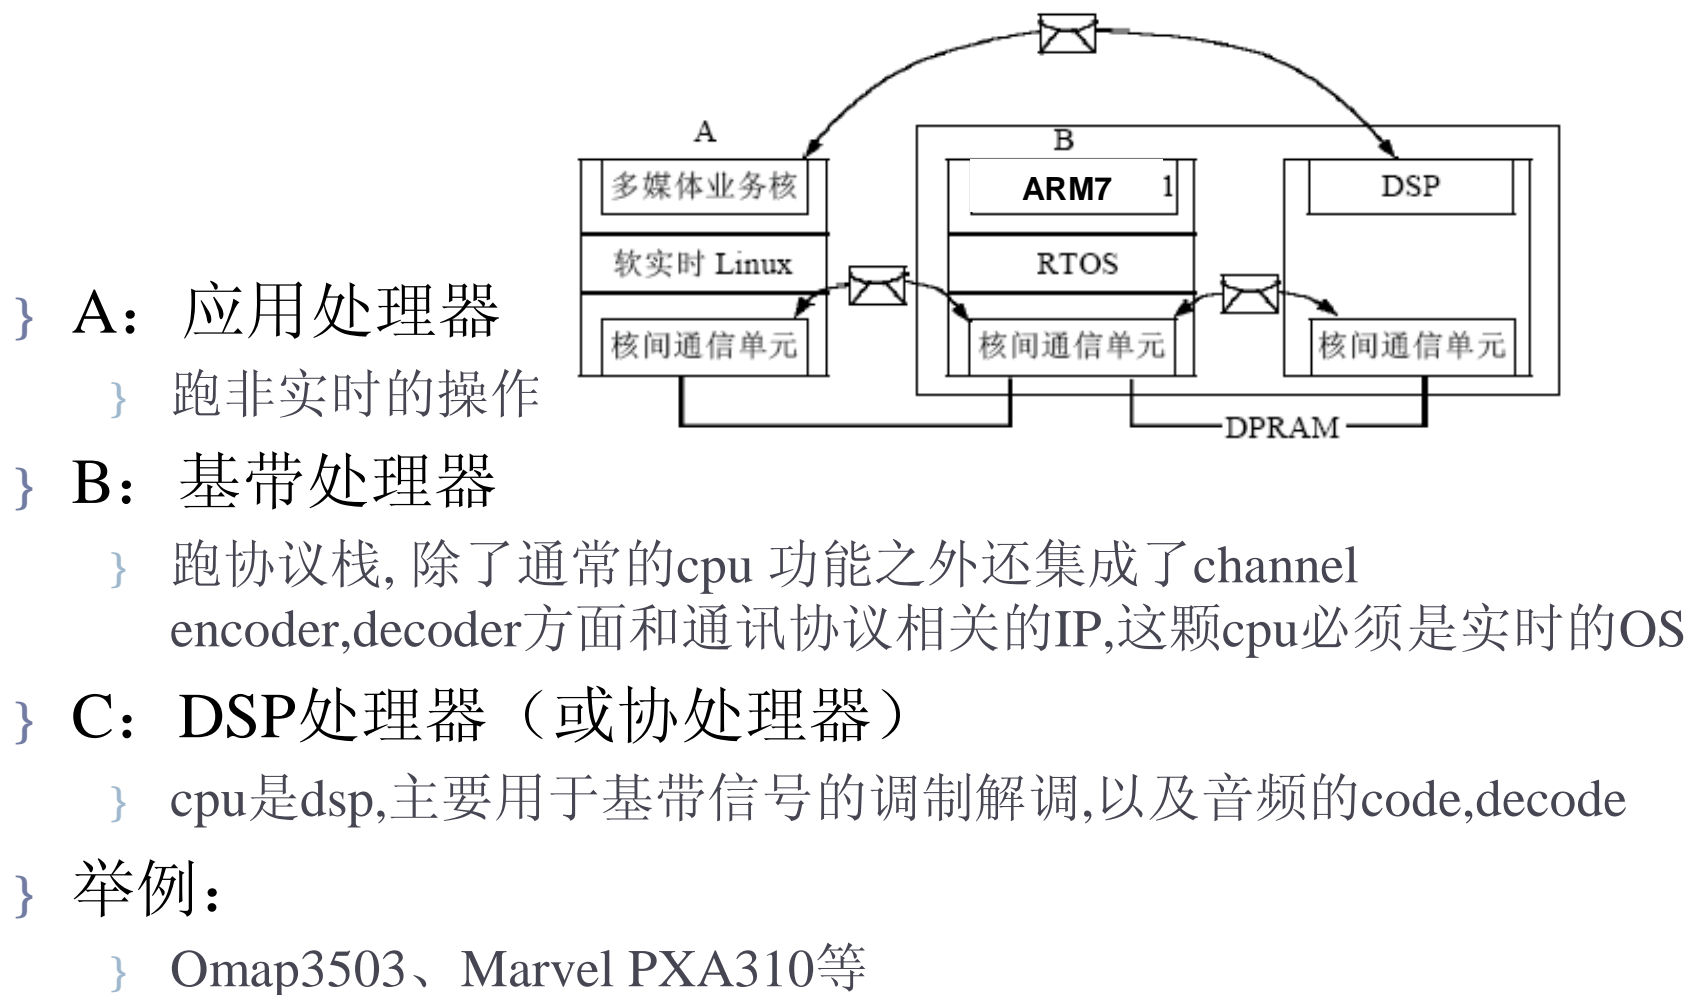 A
B
多媒体业务核
ARM7 1
DSP
软实时 Linux
RTOS
核间通信单元
核间通信单元
核间通信单元
DPRAM
} A：应用处理器
} 跑非实时的操作
} B：基带处理器
} 跑协议栈, 除了通常的cpu 功能之外还集成了channel
encoder,decoder方面和通讯协议相关的IP,这颗cpu必须是实时的OS
} C：DSP处理器（或协处理器）
} cpu是dsp,主要用于基带信号的调制解调,以及音频的code,decode
} 举例：
} Omap3503、Marvel PXA310等